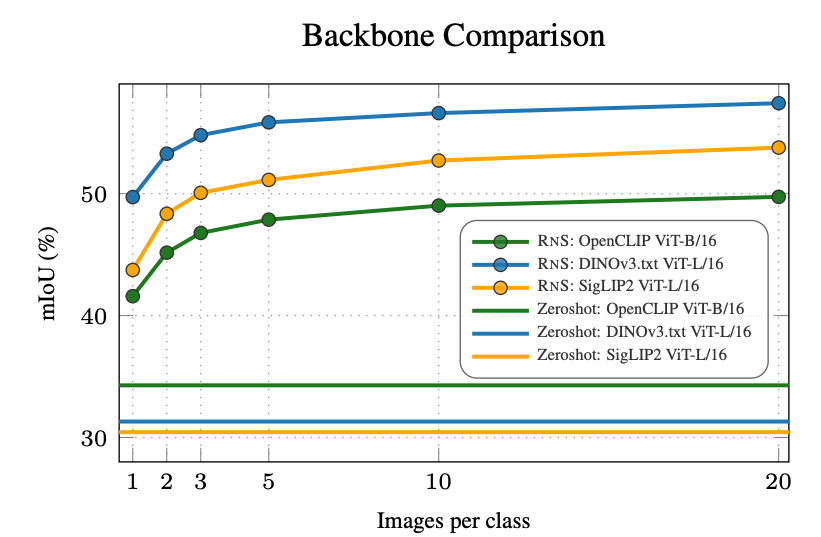 Backbone Comparison
mIoU (%)
50
40
30
RNS: OpenCLIP ViT-B/16
RNS: DINOv3.txt ViT-L/16
RNS: SigLIP2 ViT-L/16
Zeroshot: OpenCLIP ViT-B/16
Zeroshot: DINOv3.txt ViT-L/16
Zeroshot: SigLIP2 ViT-L/16
1 2 3 5 10 20
Images per class